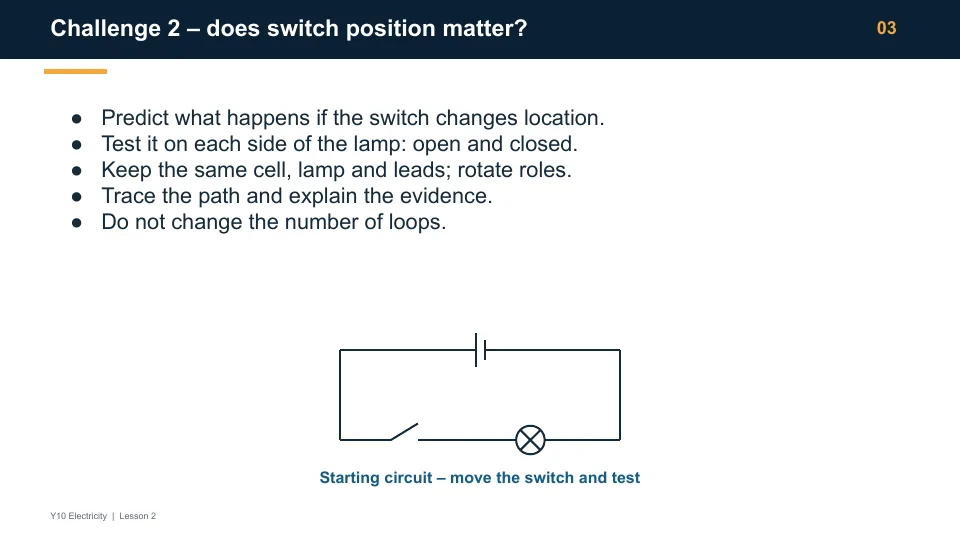 Challenge 2 – does switch position matter?
03
● Predict what happens if the switch changes location.
● Test it on each side of the lamp: open and closed.
● Keep the same cell, lamp and leads; rotate roles.
● Trace the path and explain the evidence.
● Do not change the number of loops.
Starting circuit – move the switch and test
Y10 Electricity | Lesson 2